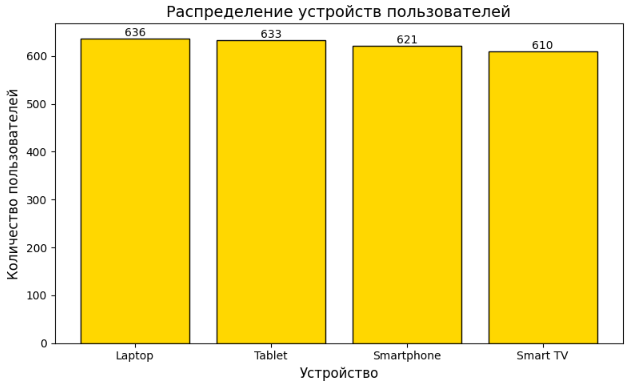 Распределение устройств пользователей
636
633
621
610
600
500
400
300
200
100
0
Количество пользователей
Laptop
Tablet
Smartphone
Smart TV
Устройство